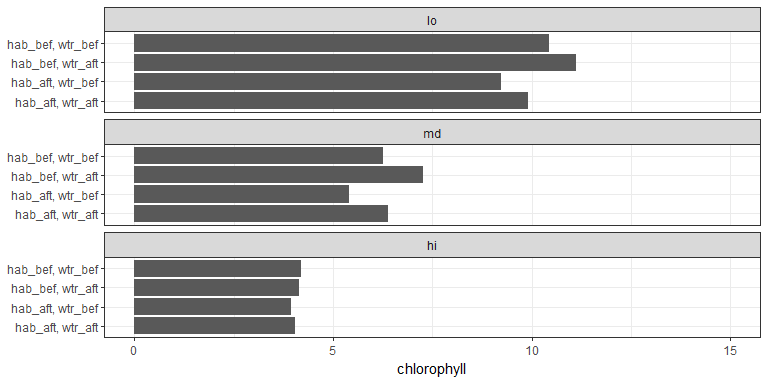 lo
hab_bef, wtr_bef
hab_bef, wtr_aft
hab_aft, wtr_bef
hab_aft, wtr_aft
md
hab_bef, wtr_bef
hab_bef, wtr_aft
hab_aft, wtr_bef
hab_aft, wtr_aft
hi
hab_bef, wtr_bef
hab_bef, wtr_aft
hab_aft, wtr_bef
hab_aft, wtr_aft
0 5 10 15
chlorophyll